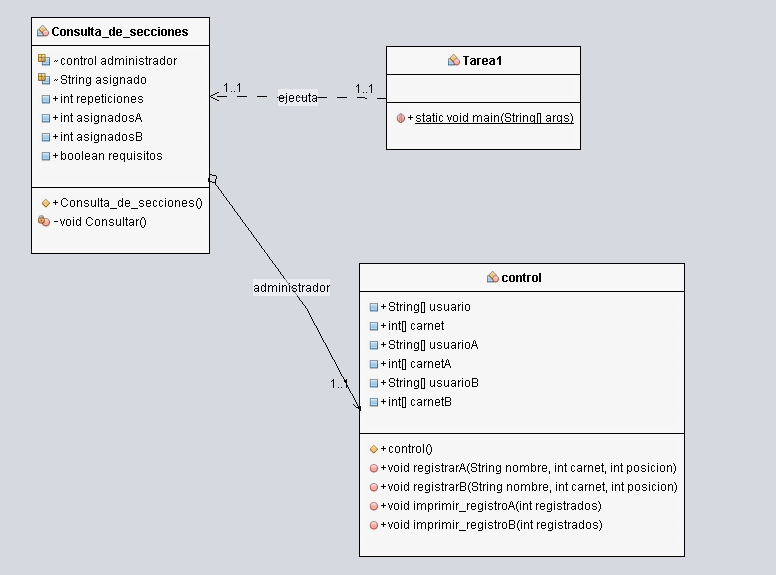 Consulta_de_secciones
~control administrador
~String asignado
+int repeticiones
+int asignadosA
+int asignadosB
+boolean requisitos
+Consulta_de_secciones()
-void Consultar()
1..1
ejecuta
1..1
Tarea1
+static void main(String[] args)
administrador
1..1
control
+String[] usuario
+int[] carnet
+String[] usuarioA
+int[] carnetA
+String[] usuarioB
+int[] carnetB
+control()
+void registrarA(String nombre, int carnet, int posicion)
+void registrarB(String nombre, int carnet, int posicion)
+void imprimir_registroA(int registrados)
+void imprimir_registroB(int registrados)